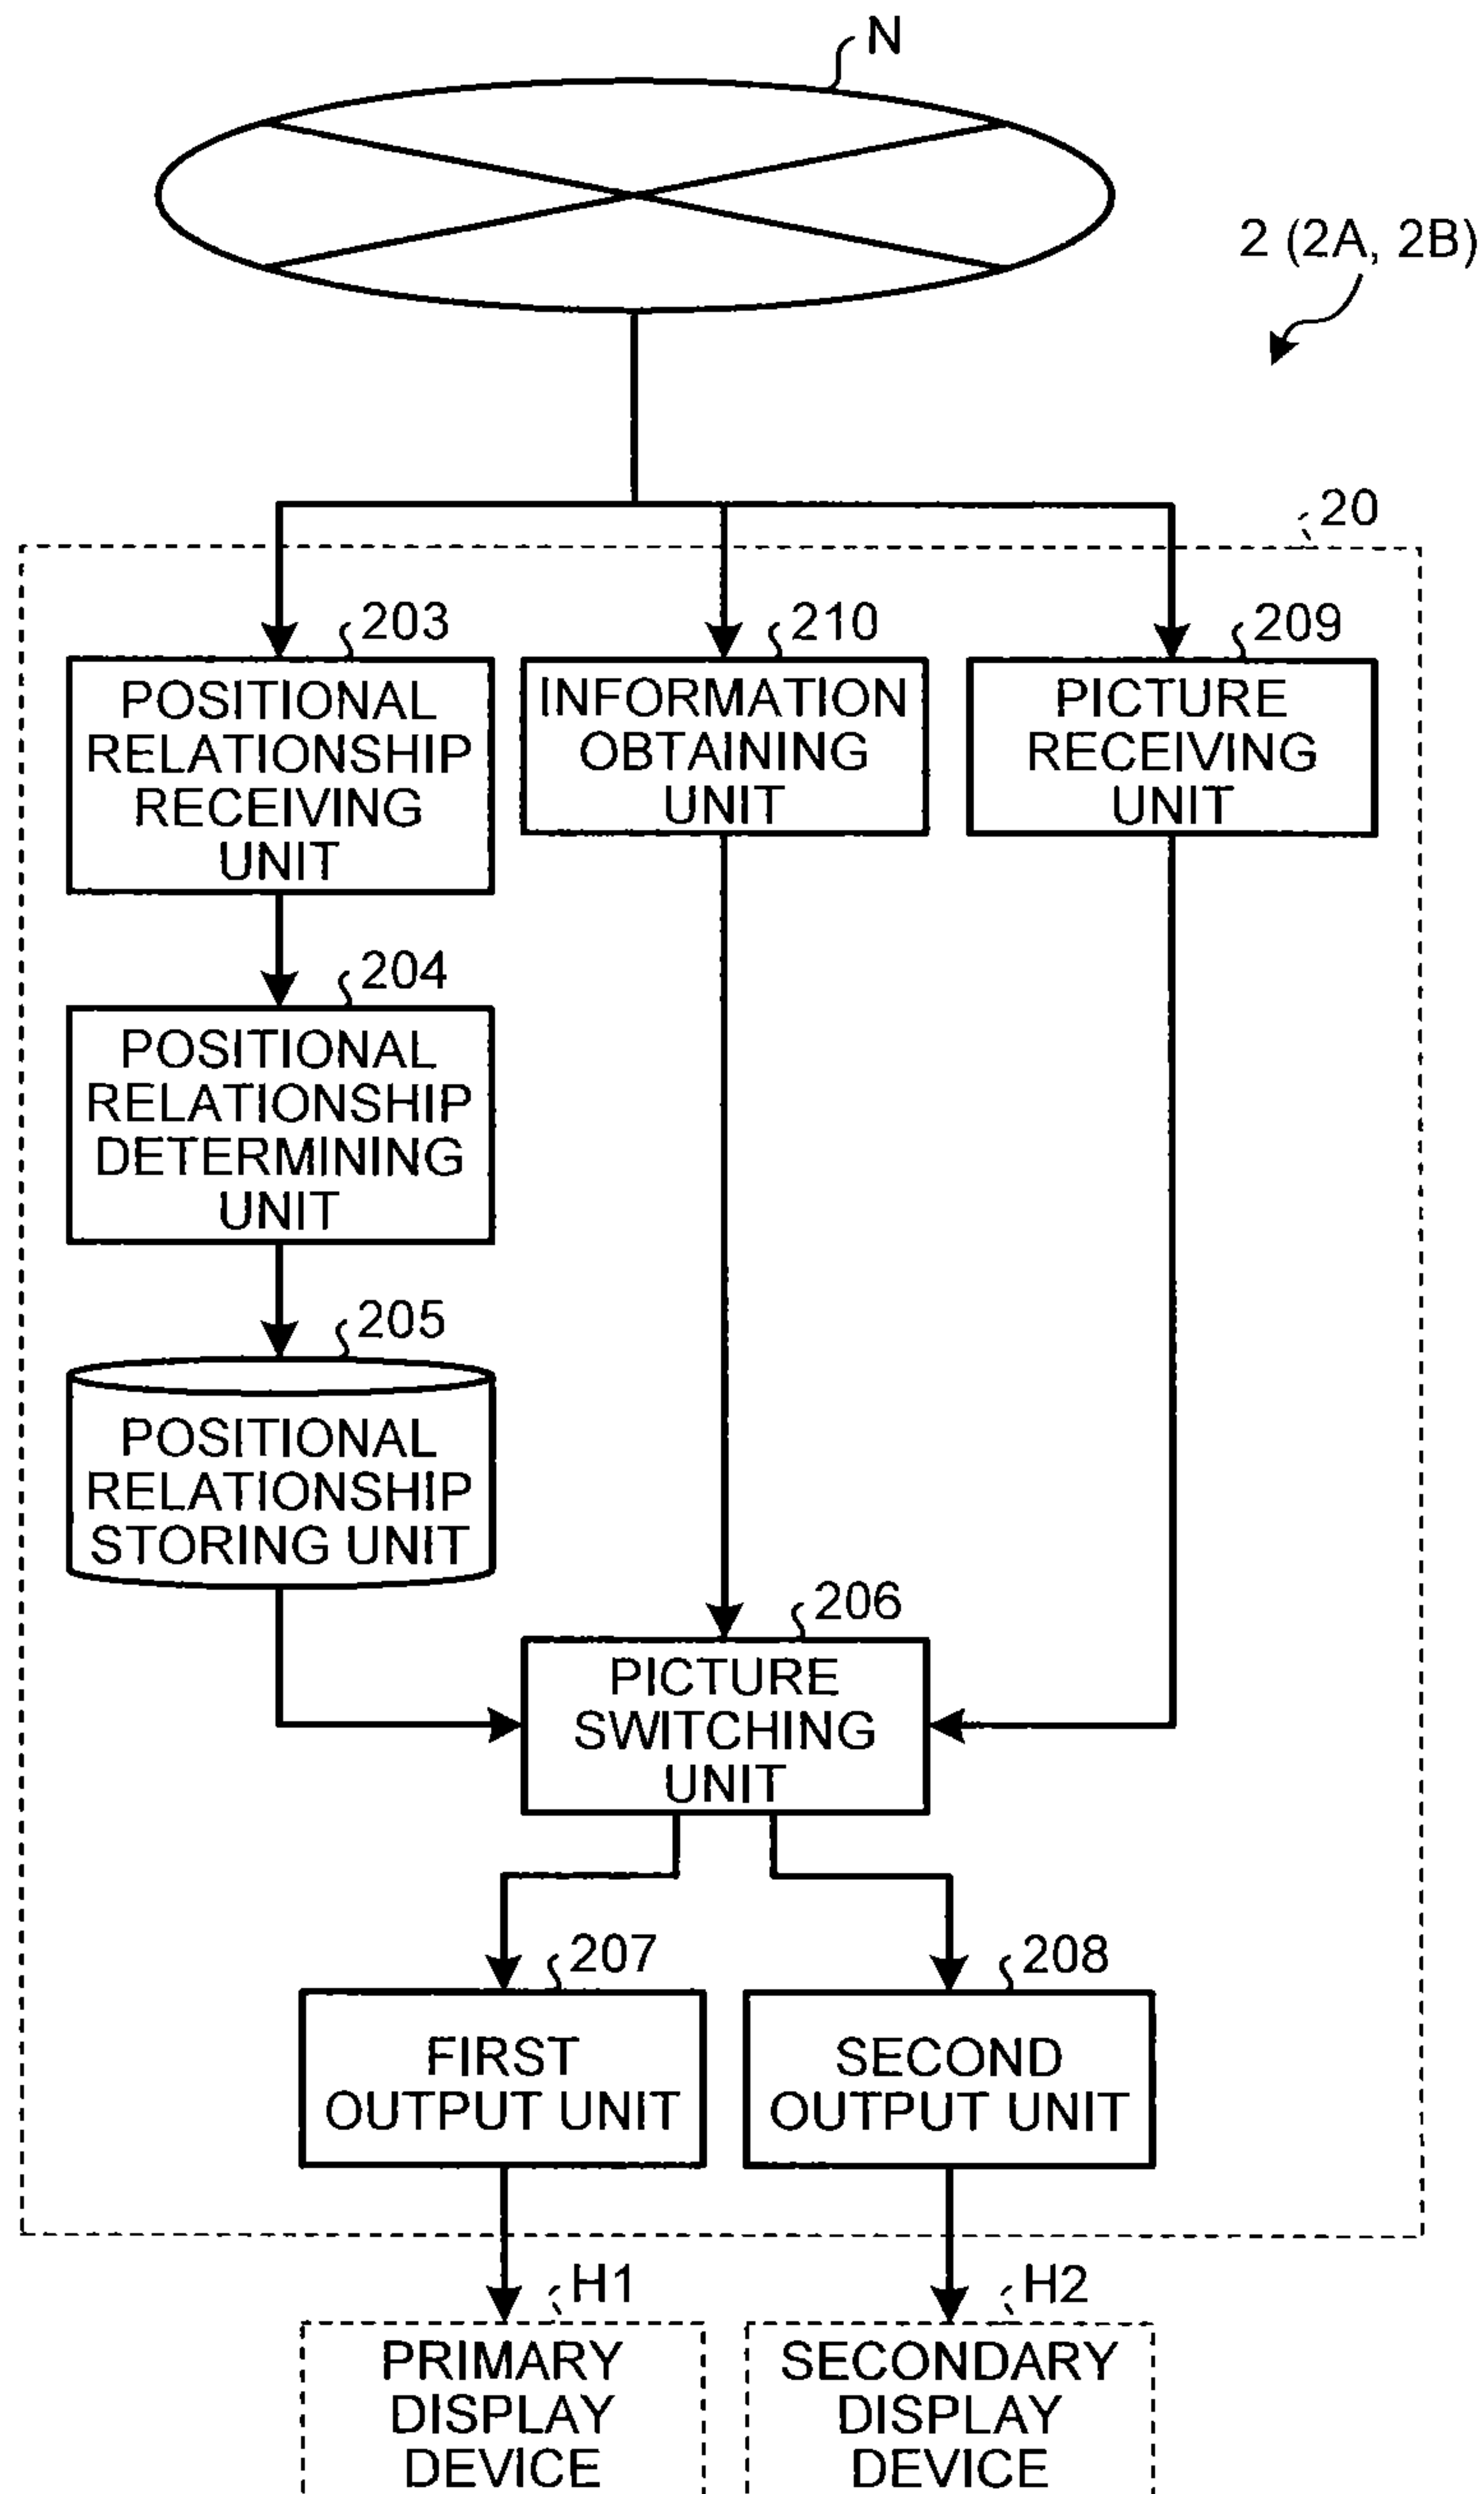 N
2 (2A, 2B)
20
203
210
209
POSITIONAL
RELATIONSHIP
RECEIVING
UNIT
INFORMATION
OBTAINING
UNIT
PICTURE
RECEIVING
UNIT
204
POSITIONAL
RELATIONSHIP
DETERMINING
UNIT
205
POSITIONAL
RELATIONSHIP
STORING UNIT
206
PICTURE
SWITCHING
UNIT
207
208
FIRST
OUTPUT UNIT
SECOND
OUTPUT UNIT
H1
H2
PRIMARY
DISPLAY
DEVICE
SECONDARY
DISPLAY
DEVICE